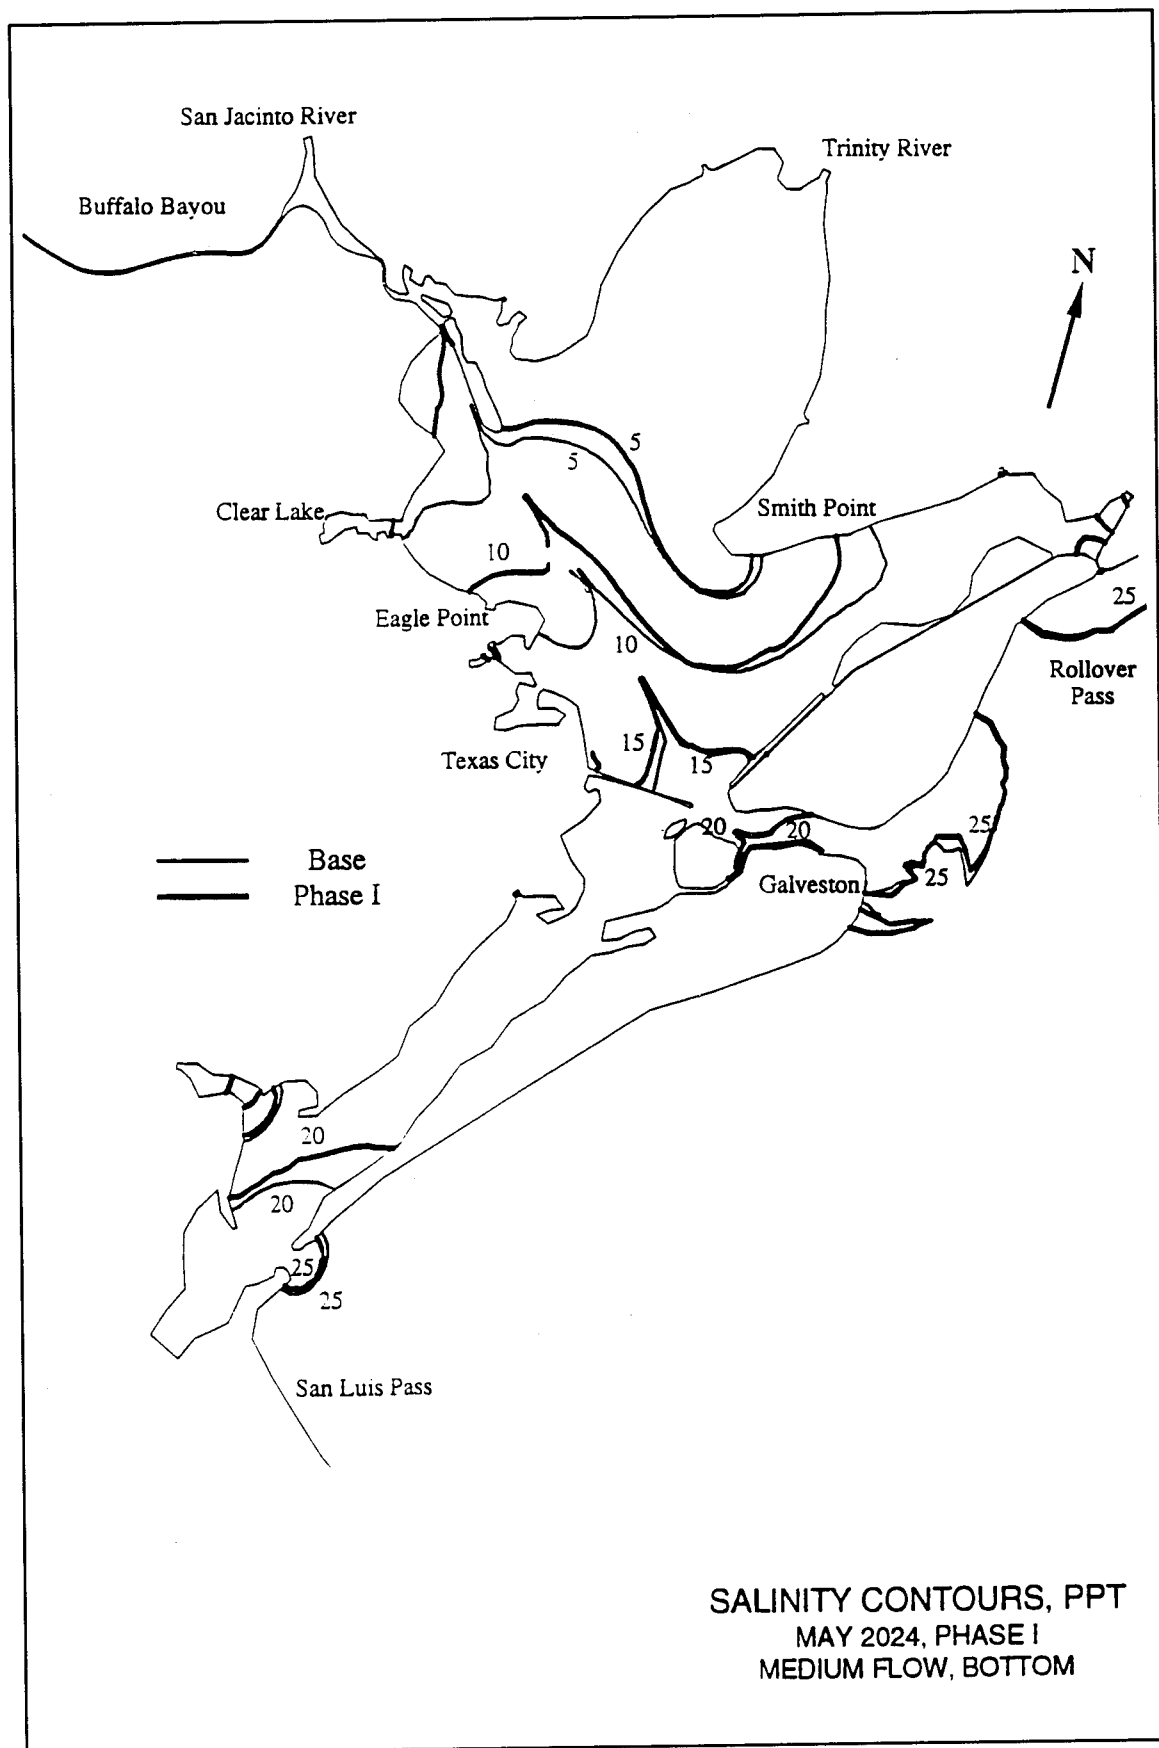 San Jacinto River
Trinity River
Buffalo Bayou
N
5
5
Smith Point
Clear Lake
10
25
Eagle Point
10
Rollover
Pass
15
Texas City
15
20
20
25
Base
Galveston
25
Phase I
20
20
25
25
San Luis Pass
SALINITY CONTOURS, PPT
MAY 2024, PHASE I
MEDIUM FLOW, BOTTOM